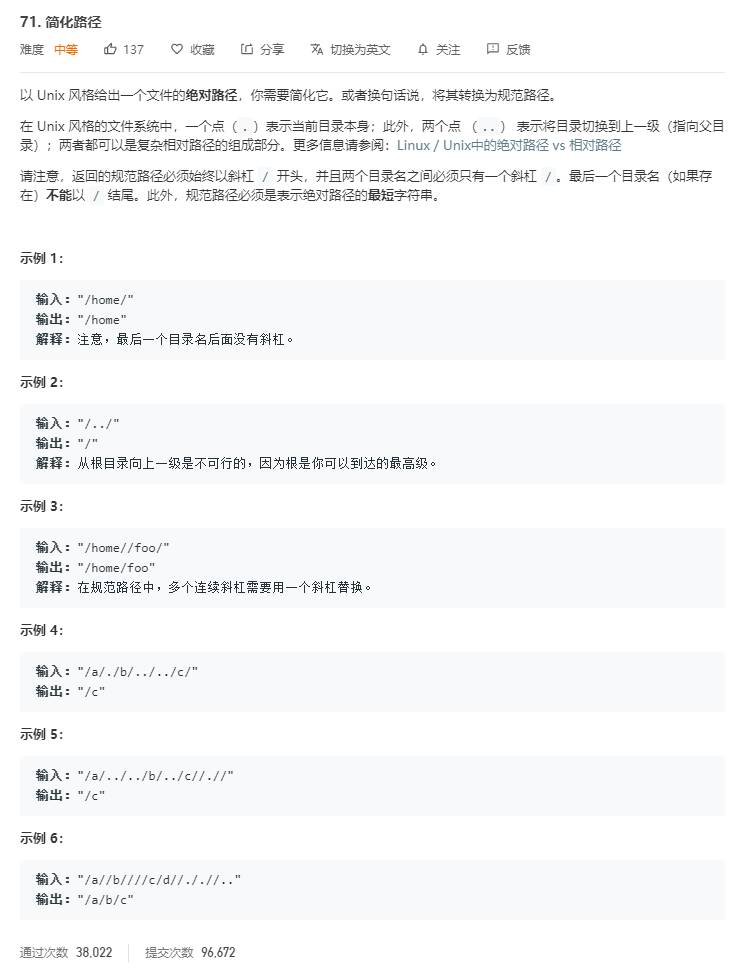 71. 简化路径
难度 中等 137 收藏 分享 切换为英文 关注 反馈
以 Unix 风格给出一个文件的绝对路径，你需要简化它。或者换句话说，将其转换为规范路径。
在 Unix 风格的文件系统中，一个点（.）表示当前目录本身；此外，两个点 （..） 表示将目录切换到上一级（指向父目
录）；两者都可以是复杂相对路径的组成部分。更多信息请参阅：Linux / Unix中的绝对路径 vs 相对路径
请注意，返回的规范路径必须始终以斜杠 / 开头，并且两个目录名之间必须只有一个斜杠 /。最后一个目录名（如果存
在）不能以 / 结尾。此外，规范路径必须是表示绝对路径的最短字符串。
示例 1：
输入："/home/"
输出："/home"
解释：注意，最后一个目录名后面没有斜杠。
示例 2：
输入："/../"
输出："/"
解释：从根目录向上一级是不可行的，因为根是你可以到达的最高级。
示例 3：
输入："/home//foo/"
输出："/home/foo"
解释：在规范路径中，多个连续斜杠需要用一个斜杠替换。
示例 4：
输入："/a/./b/../../c/"
输出："/c"
示例 5：
输入："/a/../../b/../c//.//"
输出："/c"
示例 6：
输入："/a//b////c/d//././/.."
输出："/a/b/c"
通过次数 38,022 提交次数 96,672